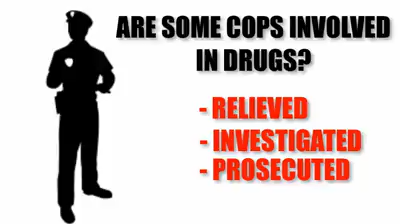 ARE SOME COPS INVOLVED
IN DRUGS?
- RELIEVED
- INVESTIGATED
- PROSECUTED